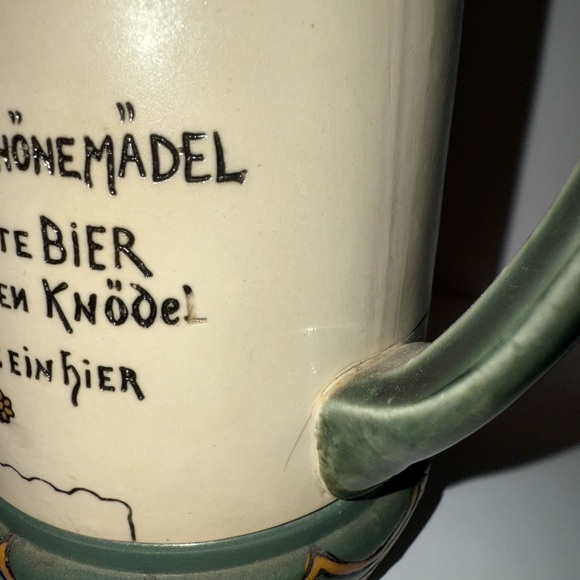 HÖNEMÄDEL
TE BiER
EN KNÖdeL
EiN hiER